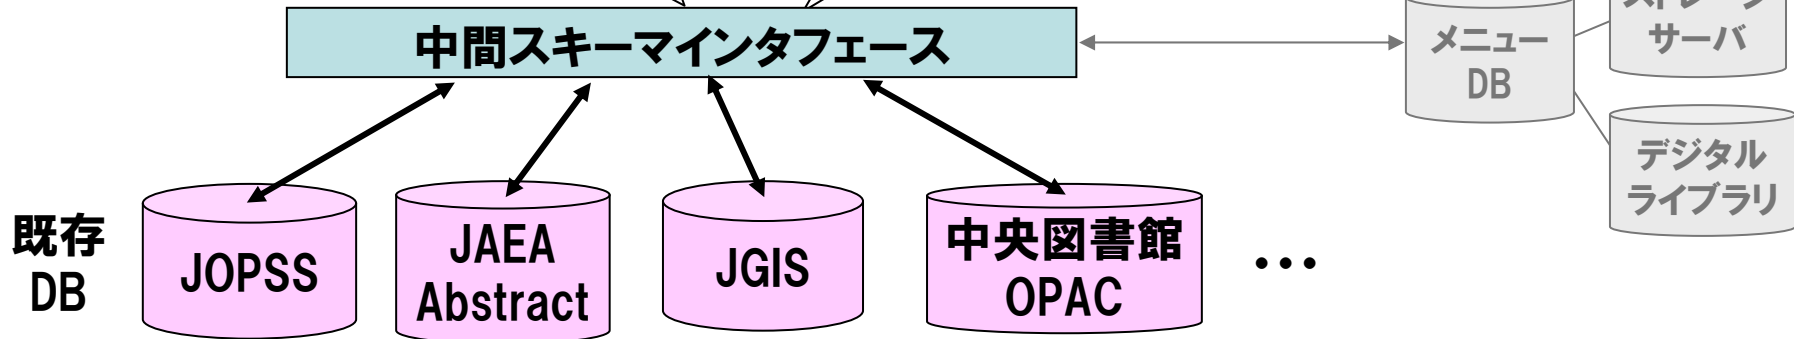 中間スキーマインタフェース
メニュー
DB
サーバ
デジタル
ライブラリ
既存
DB
JOPSS
JAEA
Abstract
JGIS
中央図書館
OPAC
…